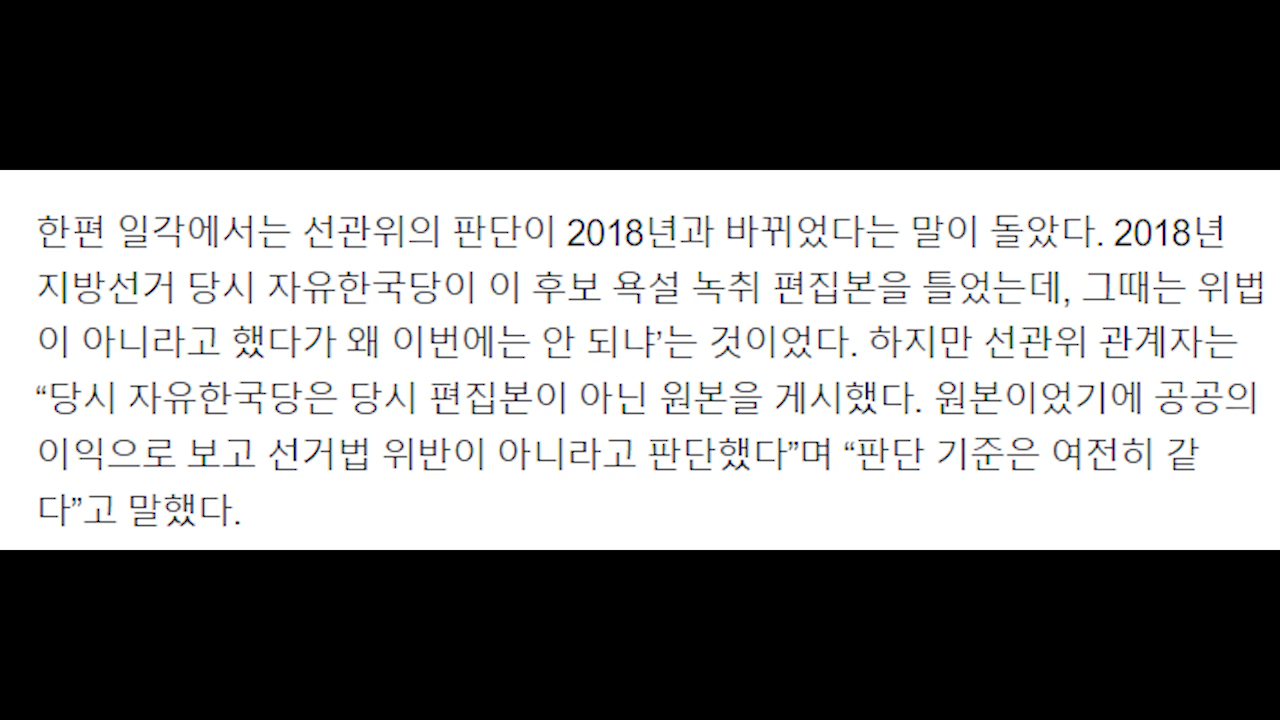 한편 일각에서는 선관위의 판단이 2018년과 바뀌었다는 말이 돌았다. 2018년
지방선거 당시 자유한국당이 이 후보 욕설 녹취 편집본을 틀었는데, 그때는 위법
이 아니라고 했다가 왜 이번에는 안 되냐’는 것이었다. 하지만 선관위 관계자는
“당시 자유한국당은 당시 편집본이 아닌 원본을 게시했다. 원본이었기에 공공의
이익으로 보고 선거법 위반이 아니라고 판단했다”며 “판단 기준은 여전히 같
다”고 말했다.